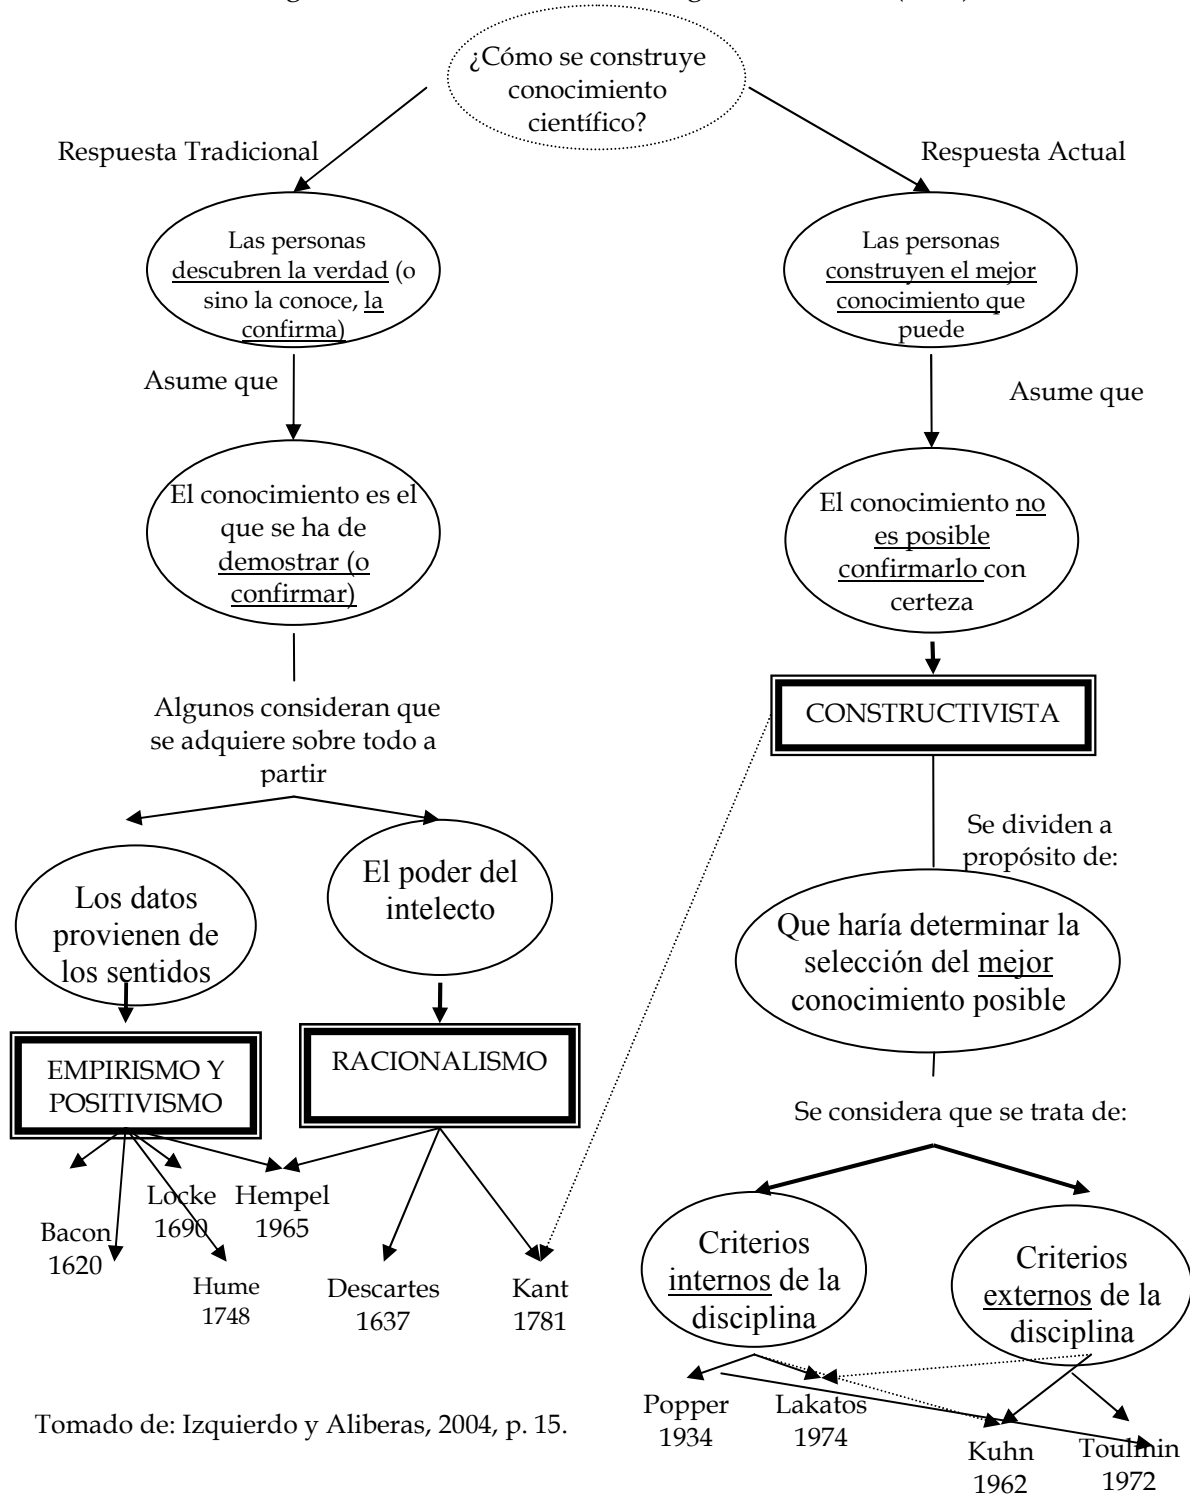 ¿Cómo se construye
conocimiento
científico?
Respuesta Tradicional
Respuesta Actual
Las personas
descubren la verdad (o
sino la conoce, la
confirma)
Las personas
construyen el mejor
conocimiento que
puede
Asume que
Asume que
El conocimiento es el
que se ha de
demostrar (o
confirmar)
El conocimiento no
es posible
confirmarlo con
certeza
Algunos consideran que
se adquiere sobre todo a
partir
CONSTRUCTIVISTA
Se dividen a
propósito de:
Los datos
provienen de
los sentidos
El poder del
intelecto
Que haría determinar la
selección del mejor
conocimiento posible
EMPIRISMO Y
POSITIVISMO
RACIONALISMO
Se considera que se trata de:
Bacon
1620
Locke
1690
Hempel
1965
Hume
1748
Descartes
1637
Kant
1781
Criterios
internos de la
disciplina
Criterios
externos de la
disciplina
Popper
1934
Lakatos
1974
Kuhn
1962
Toulmin
1972
Tomado de: Izquierdo y Aliberas, 2004, p. 15.